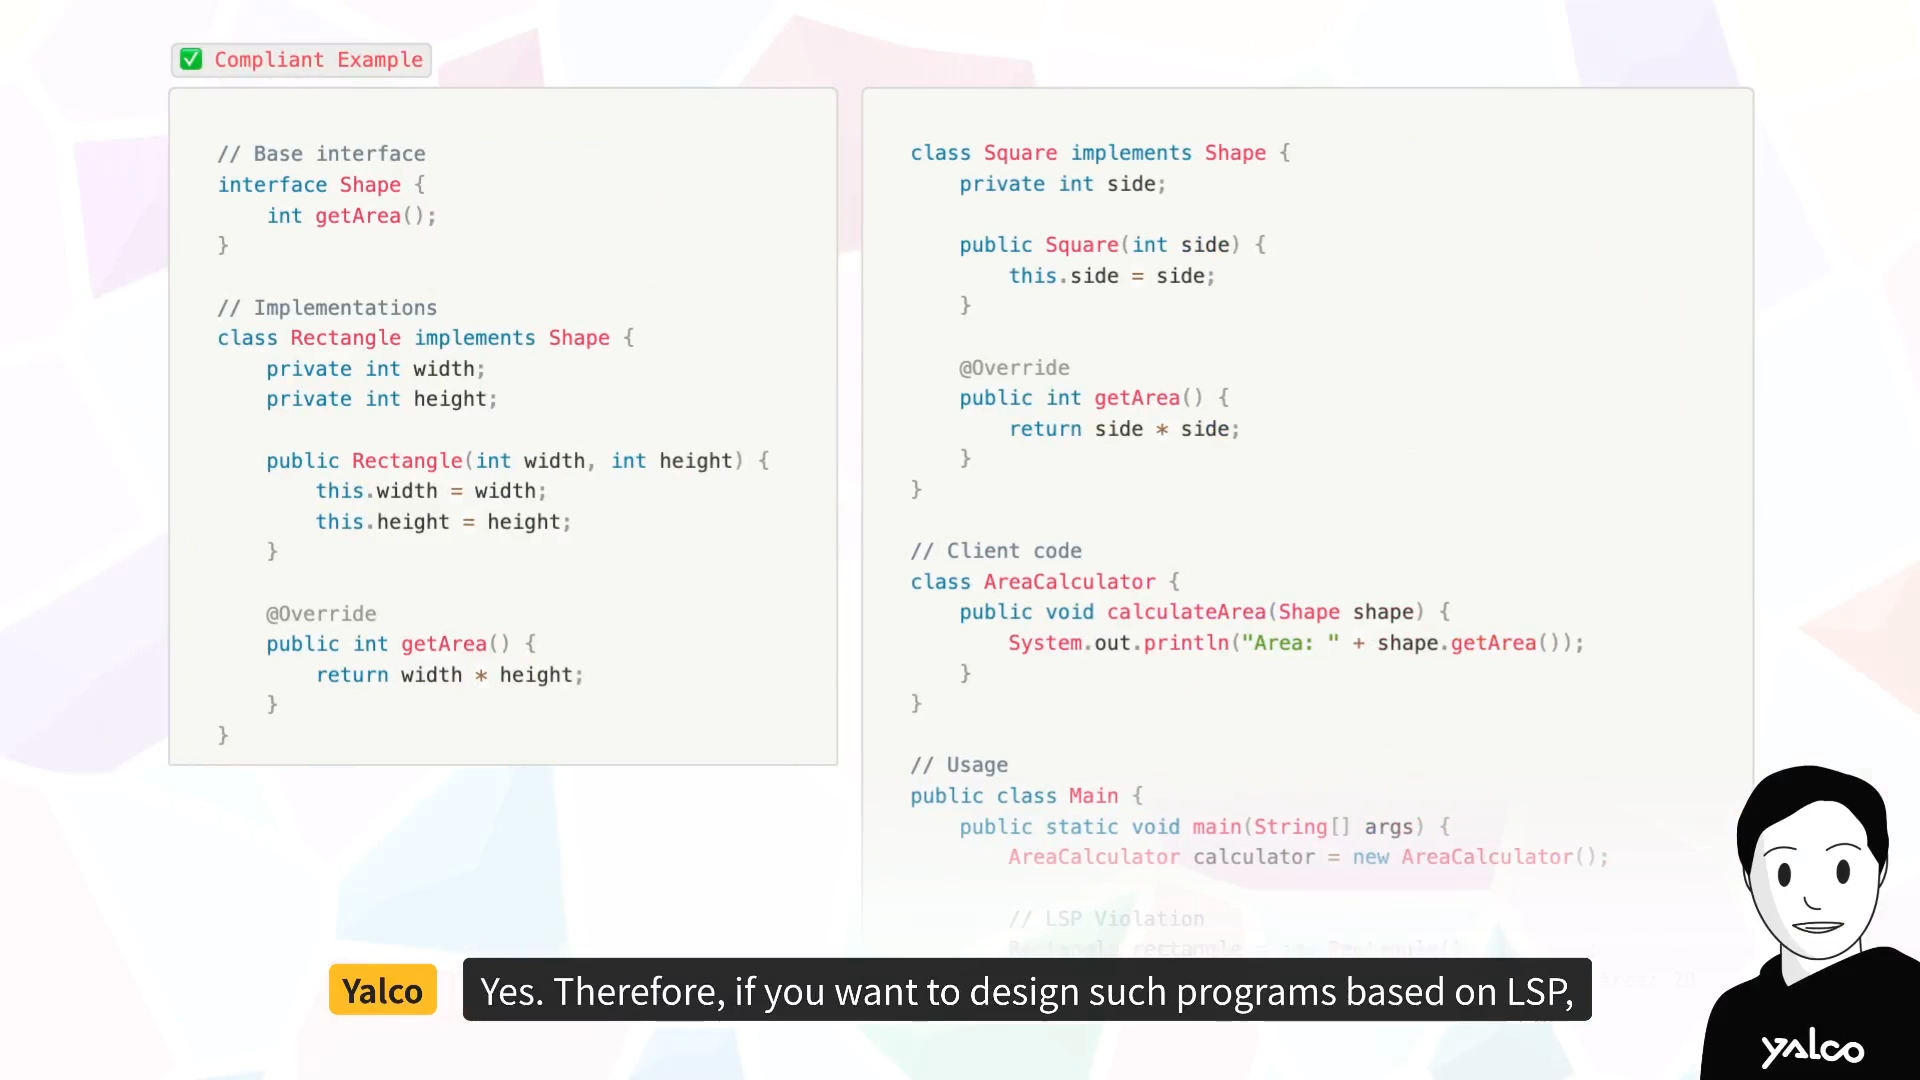 ✅ Compliant Example
// Base interface
interface Shape {
    int getArea();
}
// Implementations
class Rectangle implements Shape {
    private int width;
    private int height;
    public Rectangle(int width, int height) {
        this.width = width;
        this.height = height;
    }
    @Override
    public int getArea() {
        return width * height;
    }
}
class Square implements Shape {
    private int side;
    public Square(int side) {
        this.side = side;
    }
    @Override
    public int getArea() {
        return side * side;
    }
}
// Client code
class AreaCalculator {
    public void calculateArea(Shape shape) {
        System.out.println("Area: " + shape.getArea());
    }
}
// Usage
public class Main {
    public static void main(String[] args) {
        AreaCalculator calculator = new AreaCalculator();
        // LSP Violation
        Rectangle rectangle = new Rectangle()
Yalco
Yes. Therefore, if you want to design such programs based on LSP,
yalco